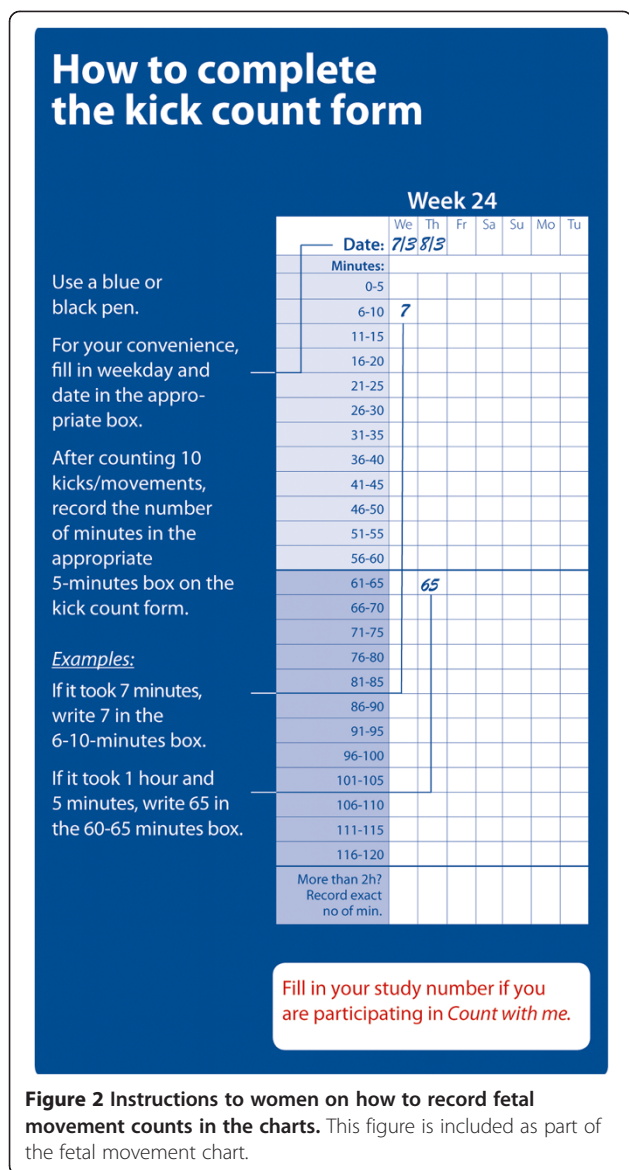 How to complete
the kick count form
Week 24
We Th Fr Sa Su Mo Tu
Date: 7/3 8/3
Minutes:
0-5
6-10 7
11-15
16-20
21-25
26-30
31-35
36-40
41-45
46-50
51-55
56-60
61-65 65
66-70
71-75
76-80
81-85
86-90
91-95
96-100
101-105
106-110
111-115
116-120
More than 2h?
Record exact
no of min.
Use a blue or
black pen.
For your convenience,
fill in weekday and
date in the appro-
priate box.
After counting 10
kicks/movements,
record the number
of minutes in the
appropriate
5-minutes box on the
kick count form.
Examples:
If it took 7 minutes,
write 7 in the
6-10-minutes box.
If it took 1 hour and
5 minutes, write 65 in
the 60-65 minutes box.
Fill in your study number if you
are participating in Count with me.
Figure 2 Instructions to women on how to record fetal
movement counts in the charts. This figure is included as part of
the fetal movement chart.